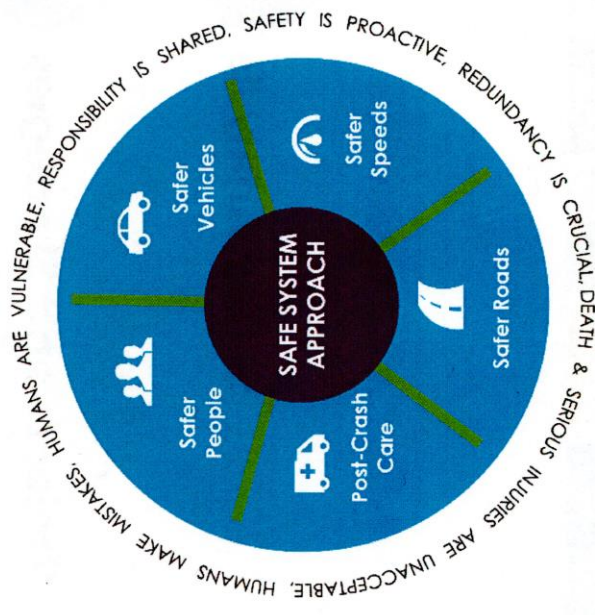 DEATH & SERIOUS INJURIES ARE UNACCEPTABLE, HUMANS MAKE MISTAKES, HUMANS ARE VULNERABLE, RESPONSIBILITY IS SHARED, SAFETY IS PROACTIVE, REDUNDANCY IS CRUCIAL,
Safer
People
Safer
Vehicles
Safer
Speeds
Safer Roads
Post-Crash
Care
SAFE SYSTEM
APPROACH